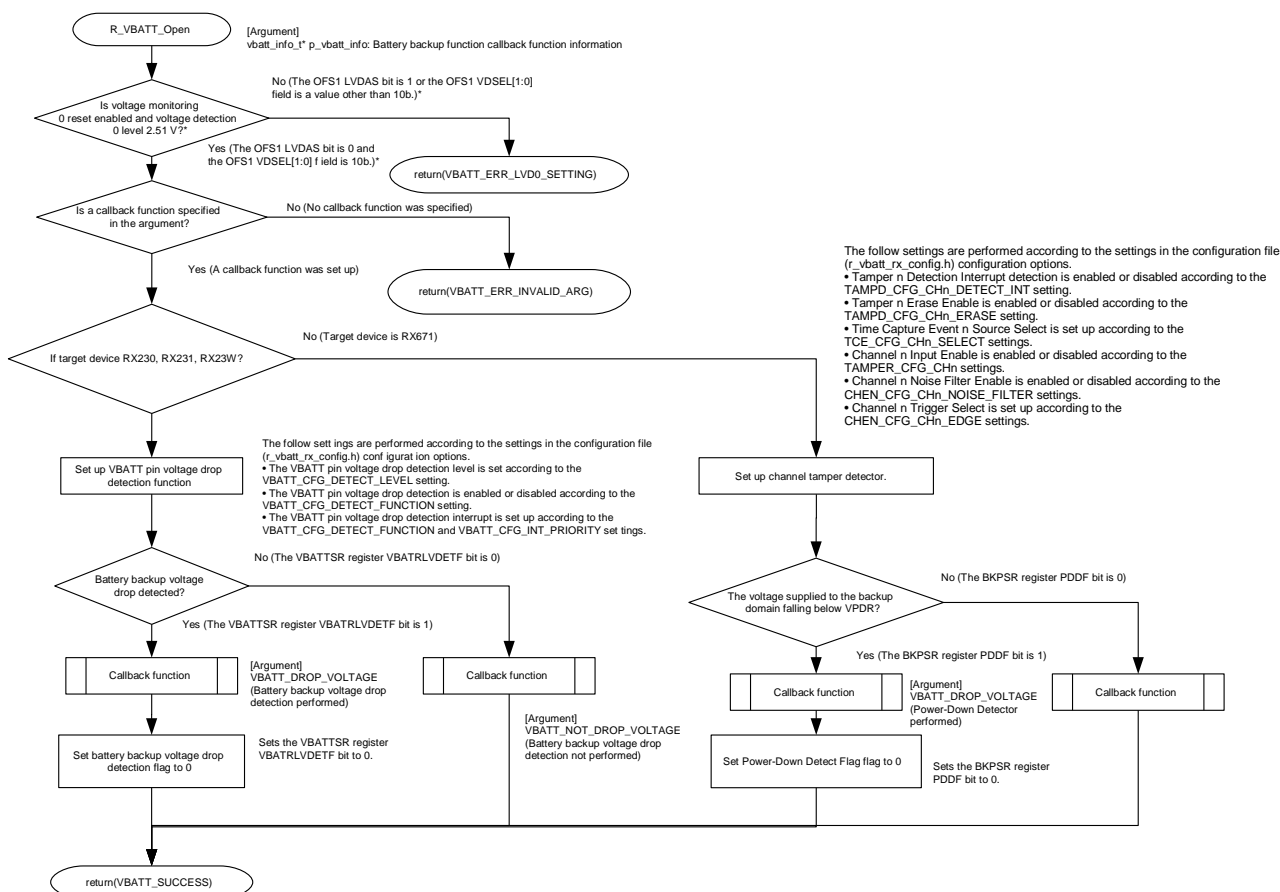 R_VBATT_Open
[Argument]
vbatt_info_t* p_vbatt_info: Battery backup function callback function information
No (The OFS1 LVDAS bit is 1 or the OFS1 VDSEL[1:0]
field is a value other than 10b.)*
Is voltage monitoring
0 reset enabled and voltage detection
0 level 2.51 V?*
Yes (The OFS1 LVDAS bit is 0 and
the OFS1 VDSEL[1:0] f ield is 10b.)*
return(VBATT_ERR_LVD0_SETTING)
Is a callback function specified
in the argument?
No (No callback function was specified)
Yes (A callback function was set up)
return(VBATT_ERR_INVALID_ARG)
The follow settings are performed according to the settings in the configuration file
(r_vbatt_rx_config.h) configuration options.
• Tamper n Detection Interrupt detection is enabled or disabled according to the
TAMPD_CFG_CHn_DETECT_INT setting.
• Tamper n Erase Enable is enabled or disabled according to the
TAMPD_CFG_CHn_ERASE setting.
• Time Capture Event n Source Select is set up according to the
TCE_CFG_CHn_SELECT settings.
• Channel n Input Enable is enabled or disabled according to the
TAMPER_CFG_CHn settings.
• Channel n Noise Filter Enable is enabled or disabled according to the
CHEN_CFG_CHn_NOISE_FILTER settings.
• Channel n Trigger Select is set up according to the
CHEN_CFG_CHn_EDGE settings.
No (Target device is RX671)
If target device RX230, RX231, RX23W?
The follow sett ings are performed according to the settings in the configuration file
(r_vbatt_rx_config.h) conf igurat ion options.
• The VBATT pin voltage drop detection level is set according to the
VBATT_CFG_DETECT_LEVEL setting.
• The VBATT pin voltage drop detection is enabled or disabled according to the
VBATT_CFG_DETECT_FUNCTION setting.
• The VBATT pin voltage drop detection interrupt is set up according to the
VBATT_CFG_DETECT_FUNCTION and VBATT_CFG_INT_PRIORITY set tings.
Set up VBATT pin voltage drop
detection function
Set up channel tamper detector.
No (The VBATTSR register VBATRLVDETF bit is 0)
Battery backup voltage
drop detected?
Yes (The VBATTSR register VBATRLVDETF bit is 1)
No (The BKPSR register PDDF bit is 0)
The voltage supplied to the backup
domain falling below VPDR?
Yes (The BKPSR register PDDF bit is 1)
Callback function
[Argument]
VBATT_DROP_VOLTAGE
(Battery backup voltage drop
detection performed)
Callback function
[Argument]
VBATT_NOT_DROP_VOLTAGE
(Battery backup voltage drop
detection not performed)
Callback function
[Argument]
VBATT_DROP_VOLTAGE
(Power-Down Detector
performed)
Callback function
Set battery backup voltage drop
detection flag to 0
Sets the VBATTSR register
VBATRLVDETF bit to 0.
Set Power-Down Detect Flag flag to 0
Sets the BKPSR register
PDDF bit to 0.
return(VBATT_SUCCESS)